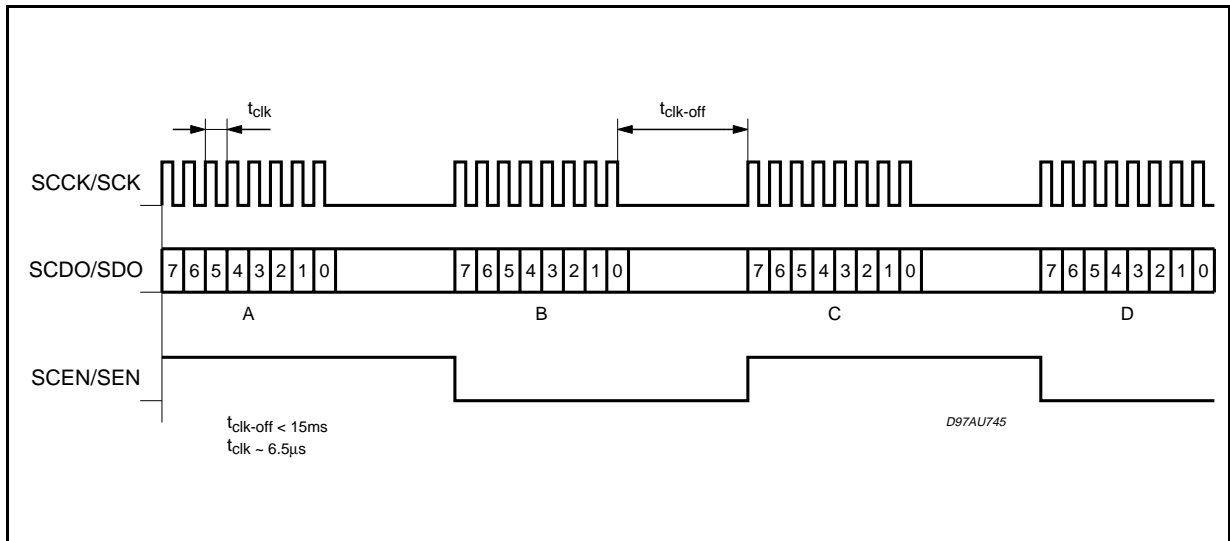 tclk
tclk-off
SCCK/SCK
SCDO/SDO
7 6 5 4 3 2 1 0
7 6 5 4 3 2 1 0
7 6 5 4 3 2 1 0
7 6 5 4 3 2 1 0
A
B
C
D
SCEN/SEN
tclk-off < 15ms
tclk ~ 6.5μs
D97AU745